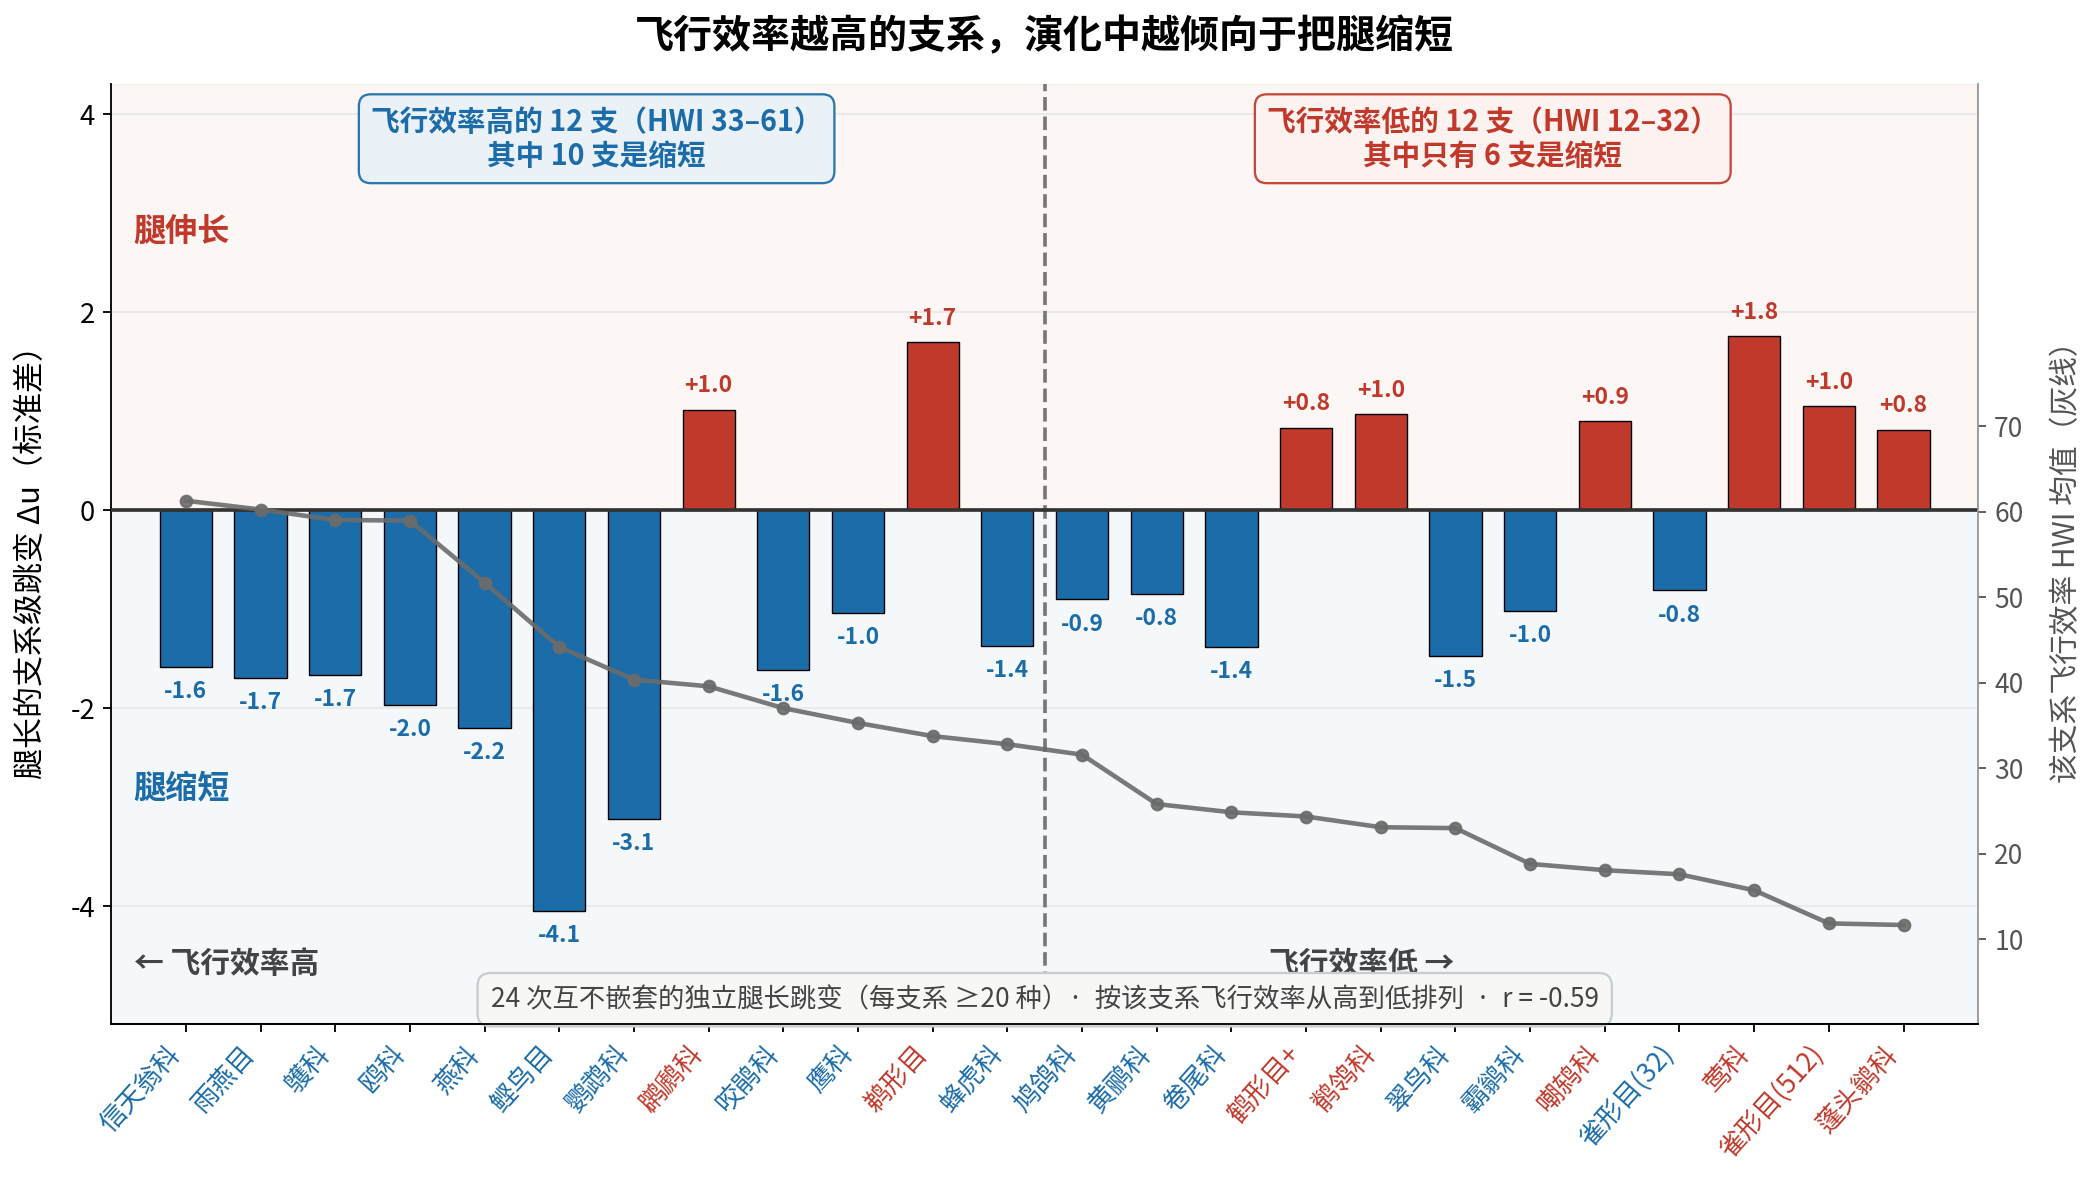 飞行效率越高的支系，演化中越倾向于把腿缩短
飞行效率高的 12 支（HWI 33–61）
其中 10 支是缩短
飞行效率低的 12 支（HWI 12–32）
其中只有 6 支是缩短
腿伸长
腿缩短
腿长的支系级跳变 Δu （标准差）
4
2
0
-2
-4
该支系飞行效率 HWI 均值 （灰线）
70
60
50
40
30
20
10
-1.6
-1.7
-1.7
-2.0
-2.2
-4.1
-3.1
+1.0
-1.6
-1.0
+1.7
-1.4
-0.9
-0.8
-1.4
+0.8
+1.0
-1.5
-1.0
+0.9
-0.8
+1.8
+1.0
+0.8
← 飞行效率高
飞行效率低 →
24 次互不嵌套的独立腿长跳变（每支系 ≥20 种）· 按该支系飞行效率从高到低排列 · r = -0.59
信天翁科
雨燕目
鹱科
鸥科
燕科
鲣鸟目
鹦鹉科
䴙䴘科
咬鹃科
鹰科
鹈形目
蜂虎科
鸠鸽科
黄鹂科
卷尾科
鹤形目+
鹡鸰科
翠鸟科
霸鹟科
嘲鸫科
雀形目(32)
莺科
雀形目(512)
蓬头䴕科